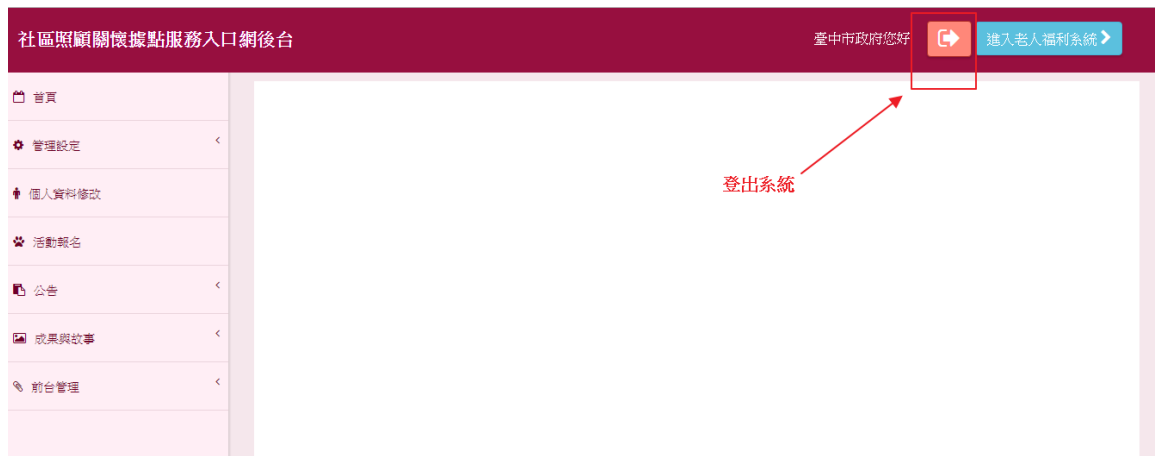 社區照顧關懷據點服務入口網後台
臺中市政府您好
進入老人福利系統
首頁
管理設定
登出系統
個人資料修改
活動報名
公告
成果與故事
前台管理